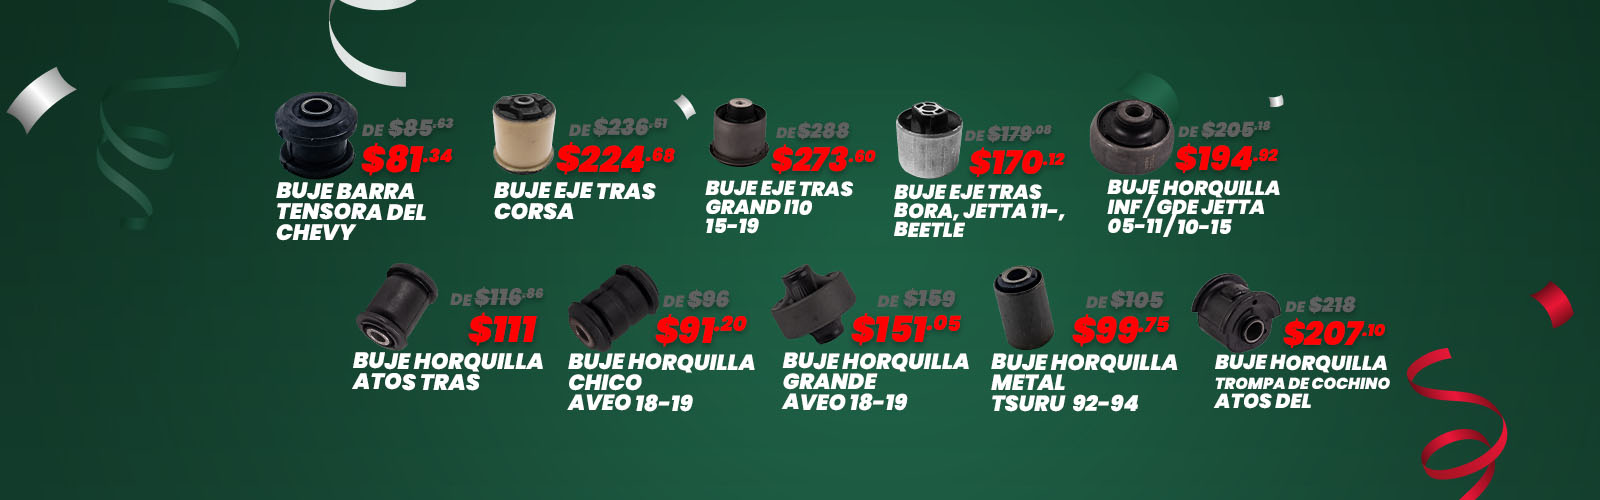 DE $85.63
$81.34
BUJE BARRA
TENSORA DEL
CHEVY
DE $236.51
$224.68
BUJE EJE TRAS
CORSA
DE $288
$273.60
BUJE EJE TRAS
GRAND I10
15-19
DE $179.08
$170.12
BUJE EJE TRAS
BORA, JETTA 11-,
BEETLE
DE $205.18
$194.92
BUJE HORQUILLA
INF/GDE JETTA
05-11/10-15
DE $116.86
$111
BUJE HORQUILLA
ATOS TRAS
DE $96
$91.20
BUJE HORQUILLA
CHICO
AVEO 18-19
DE $159
$151.05
BUJE HORQUILLA
GRANDE
AVEO 18-19
DE $105
$99.75
BUJE HORQUILLA
METAL
TSURU 92-94
DE $218
$207.10
BUJE HORQUILLA
TROMPA DE COCHINO
ATOS DEL